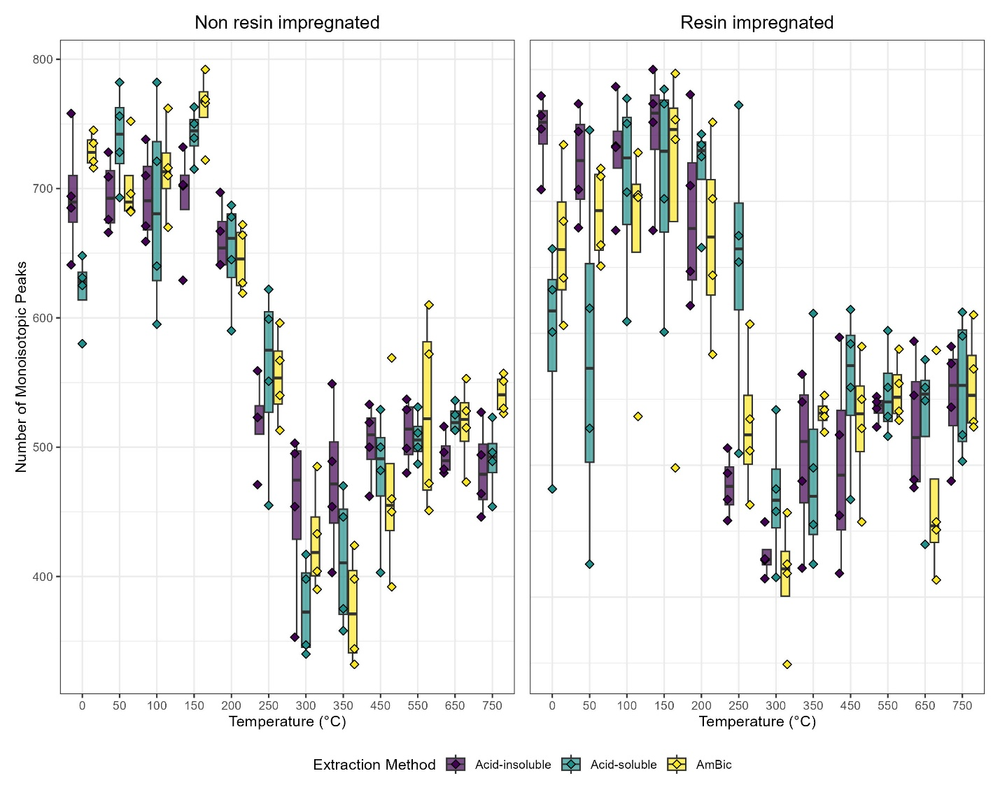 Non resin impregnated
Resin impregnated
Number of Monoisotopic Peaks
800
700
600
500
400
0 50 100 150 200 250 300 350 450 550 650 750
0 50 100 150 200 250 300 350 450 550 650 750
Temperature (°C)
Temperature (°C)
Extraction Method Acid-insoluble Acid-soluble AmBic